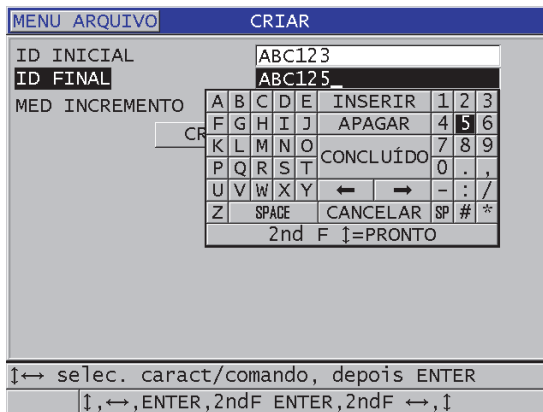 MENU ARQUIVO CRIAR
ID INICIAL ABC123
ID FINAL ABC125_
MED INCREMENTO
CR
A B C D E INSERIR 1 2 3
F G H I J APAGAR 4 5 6
K L M N O CONCLUÍDO 7 8 9
P Q R S T 0 . ,
U V W X Y ← → - : /
Z SPACE CANCELAR SP # *
2nd F ↕=PRONTO
↕↔ selec. caract/comando, depois ENTER
↕,↔,ENTER,2ndF ENTER,2ndF ↔,↕